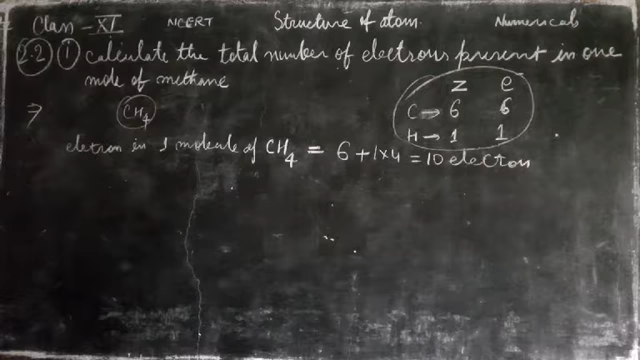 Class - XI NCERT Structure of atom. Numericals
2.2 (i) calculate the total number of electrons present in one
mole of methane
Z e
⇒ CH4 C → 6 6
H → 1 1
eletron in 1 molecule of CH4 = 6 + 1×4 = 10 electron